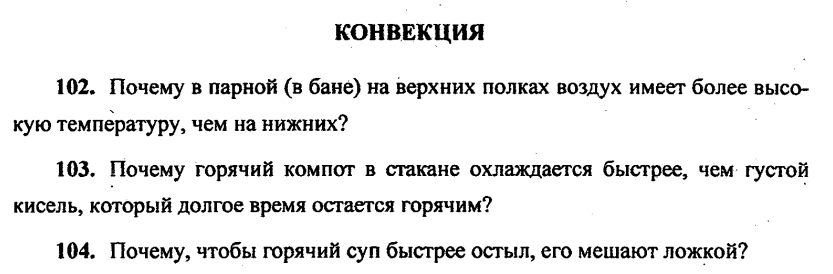 КОНВЕКЦИЯ
102. Почему в парной (в бане) на верхних полках воздух имеет более высо-
кую температуру, чем на нижних?
103. Почему горячий компот в стакане охлаждается быстрее, чем густой
кисель, который долгое время остается горячим?
104. Почему, чтобы горячий суп быстрее остыл, его мешают ложкой?